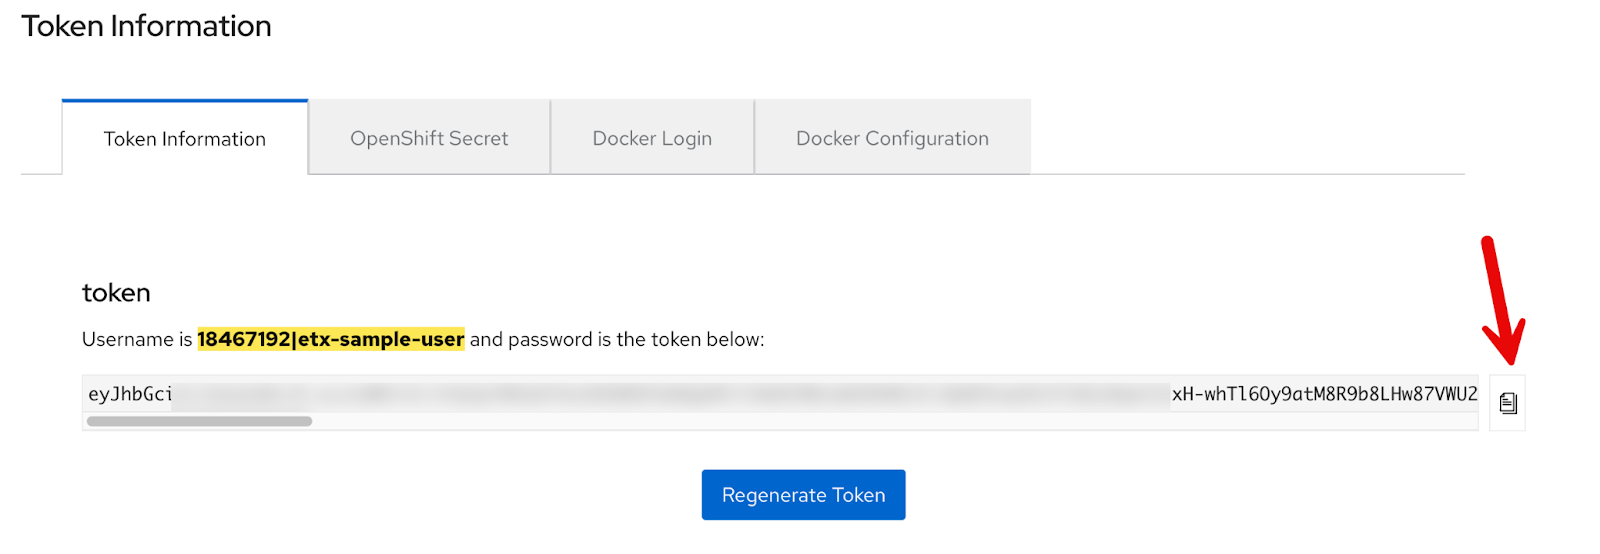 Token Information
Token Information OpenShift Secret Docker Login Docker Configuration
token
Username is 18467192|etx-sample-user and password is the token below:
eyJhbGci xH-whTl6Oy9atM8R9b8LHw87VWU2
Regenerate Token